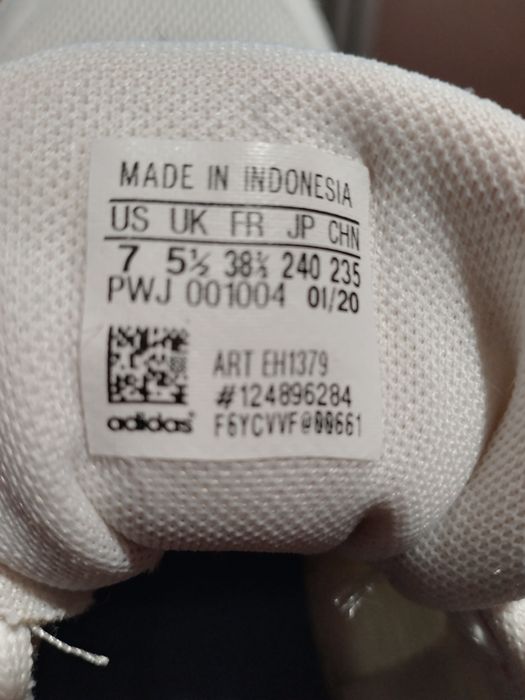 MADE IN INDONESIA
US UK FR JP CHN
7 5½ 38⅔ 240 235
PWJ 001004 01/20
ART EH1379
#124896284
adidas F6YCVVF@00661